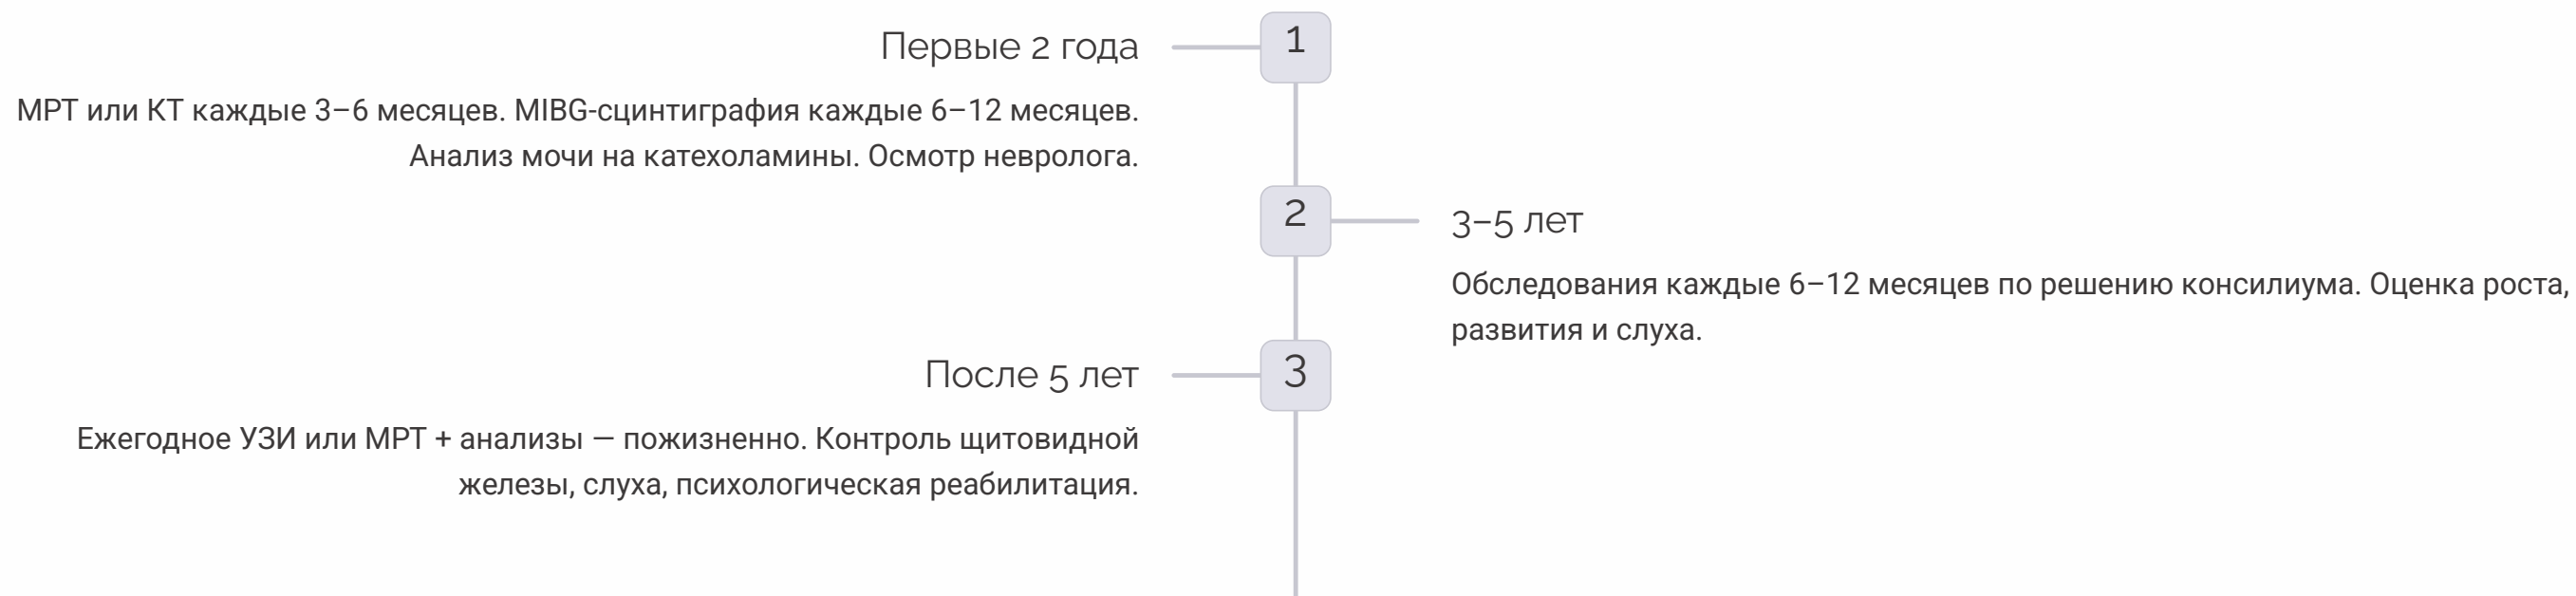 1
Первые 2 года
МРТ или КТ каждые 3–6 месяцев. MIBG-сцинтиграфия каждые 6–12 месяцев.
Анализ мочи на катехоламины. Осмотр невролога.
2
3–5 лет
Обследования каждые 6–12 месяцев по решению консилиума. Оценка роста,
развития и слуха.
3
После 5 лет
Ежегодное УЗИ или МРТ + анализы — пожизненно. Контроль щитовидной
железы, слуха, психологическая реабилитация.